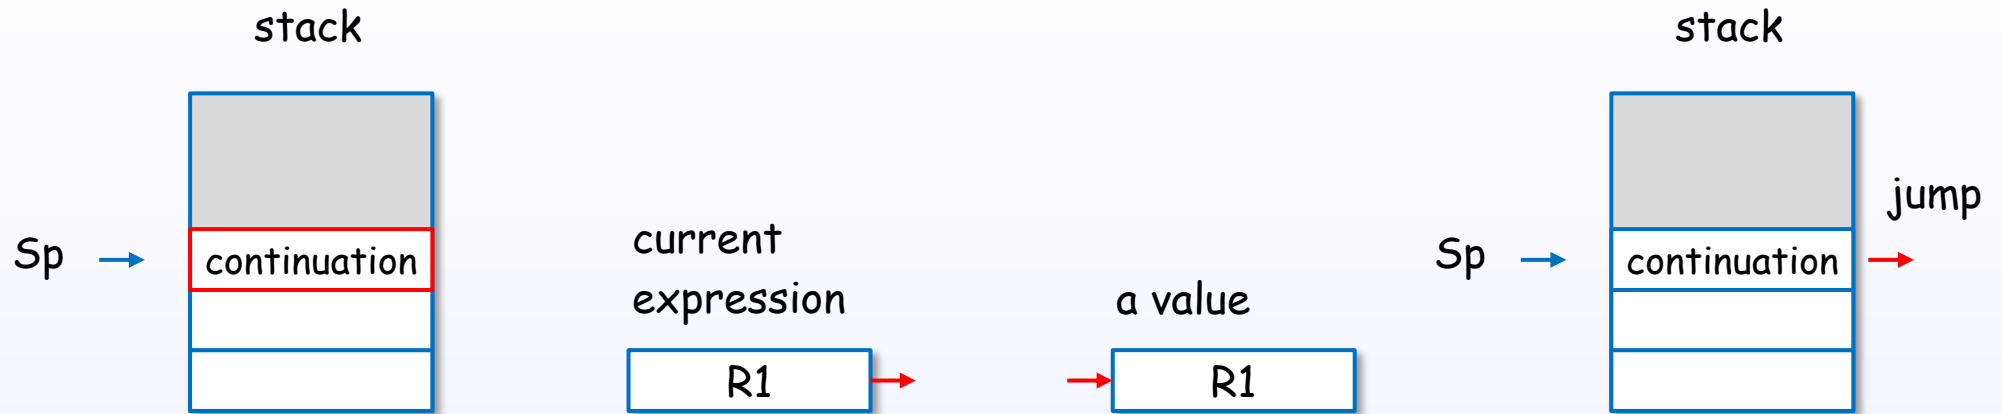 stack
stack
jump
Sp
continuation
current
expression
R1
a value
R1
Sp
continuation